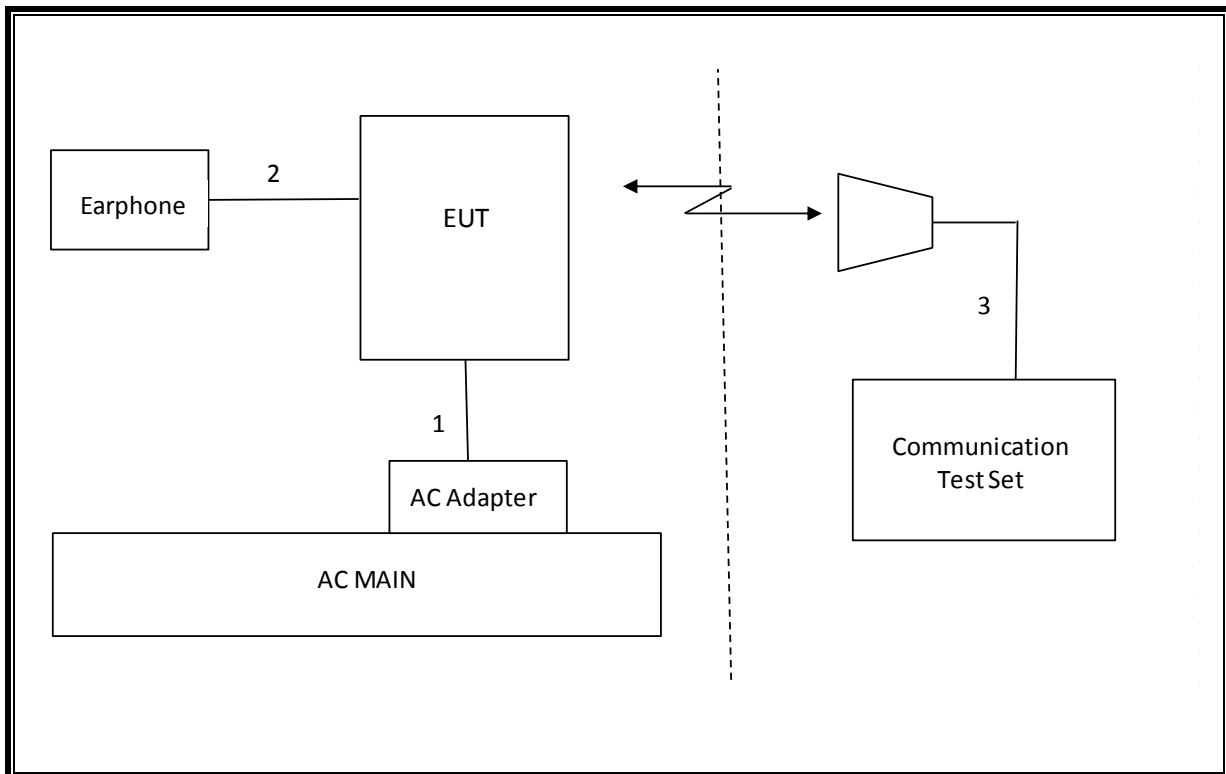 2
Earphone
EUT
3
1
Communication
Test Set
AC Adapter
AC MAIN